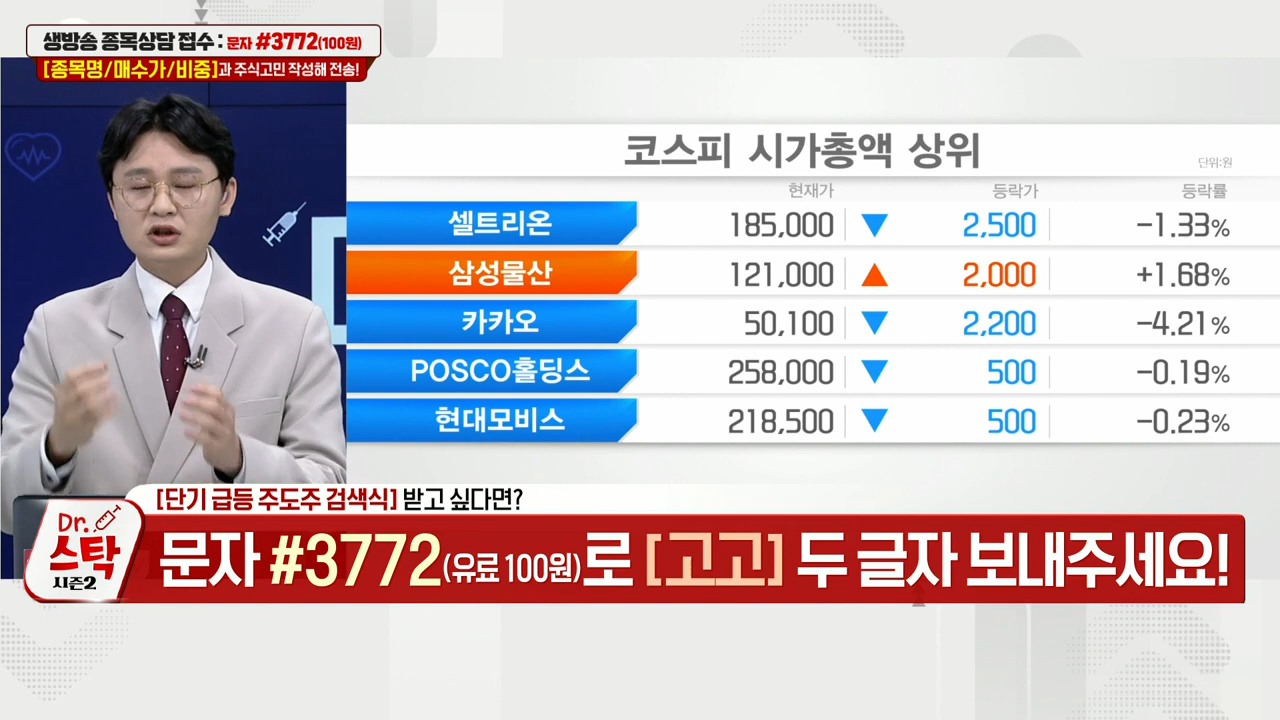 생방송 종목상담 접수 : 문자 #3772(100원)
[종목명/매수가/비중]과 주식고민 작성해 전송!
코스피 시가총액 상위
단위:원
현재가 등락가 등락률
셀트리온 185,000 ▼ 2,500 -1.33%
삼성물산 121,000 ▲ 2,000 +1.68%
카카오 50,100 ▼ 2,200 -4.21%
POSCO홀딩스 258,000 ▼ 500 -0.19%
현대모비스 218,500 ▼ 500 -0.23%
[단기 급등 주도주 검색식] 받고 싶다면?
Dr.
스탁
시즌2
문자 #3772(유료 100원)로 [고고] 두 글자 보내주세요!